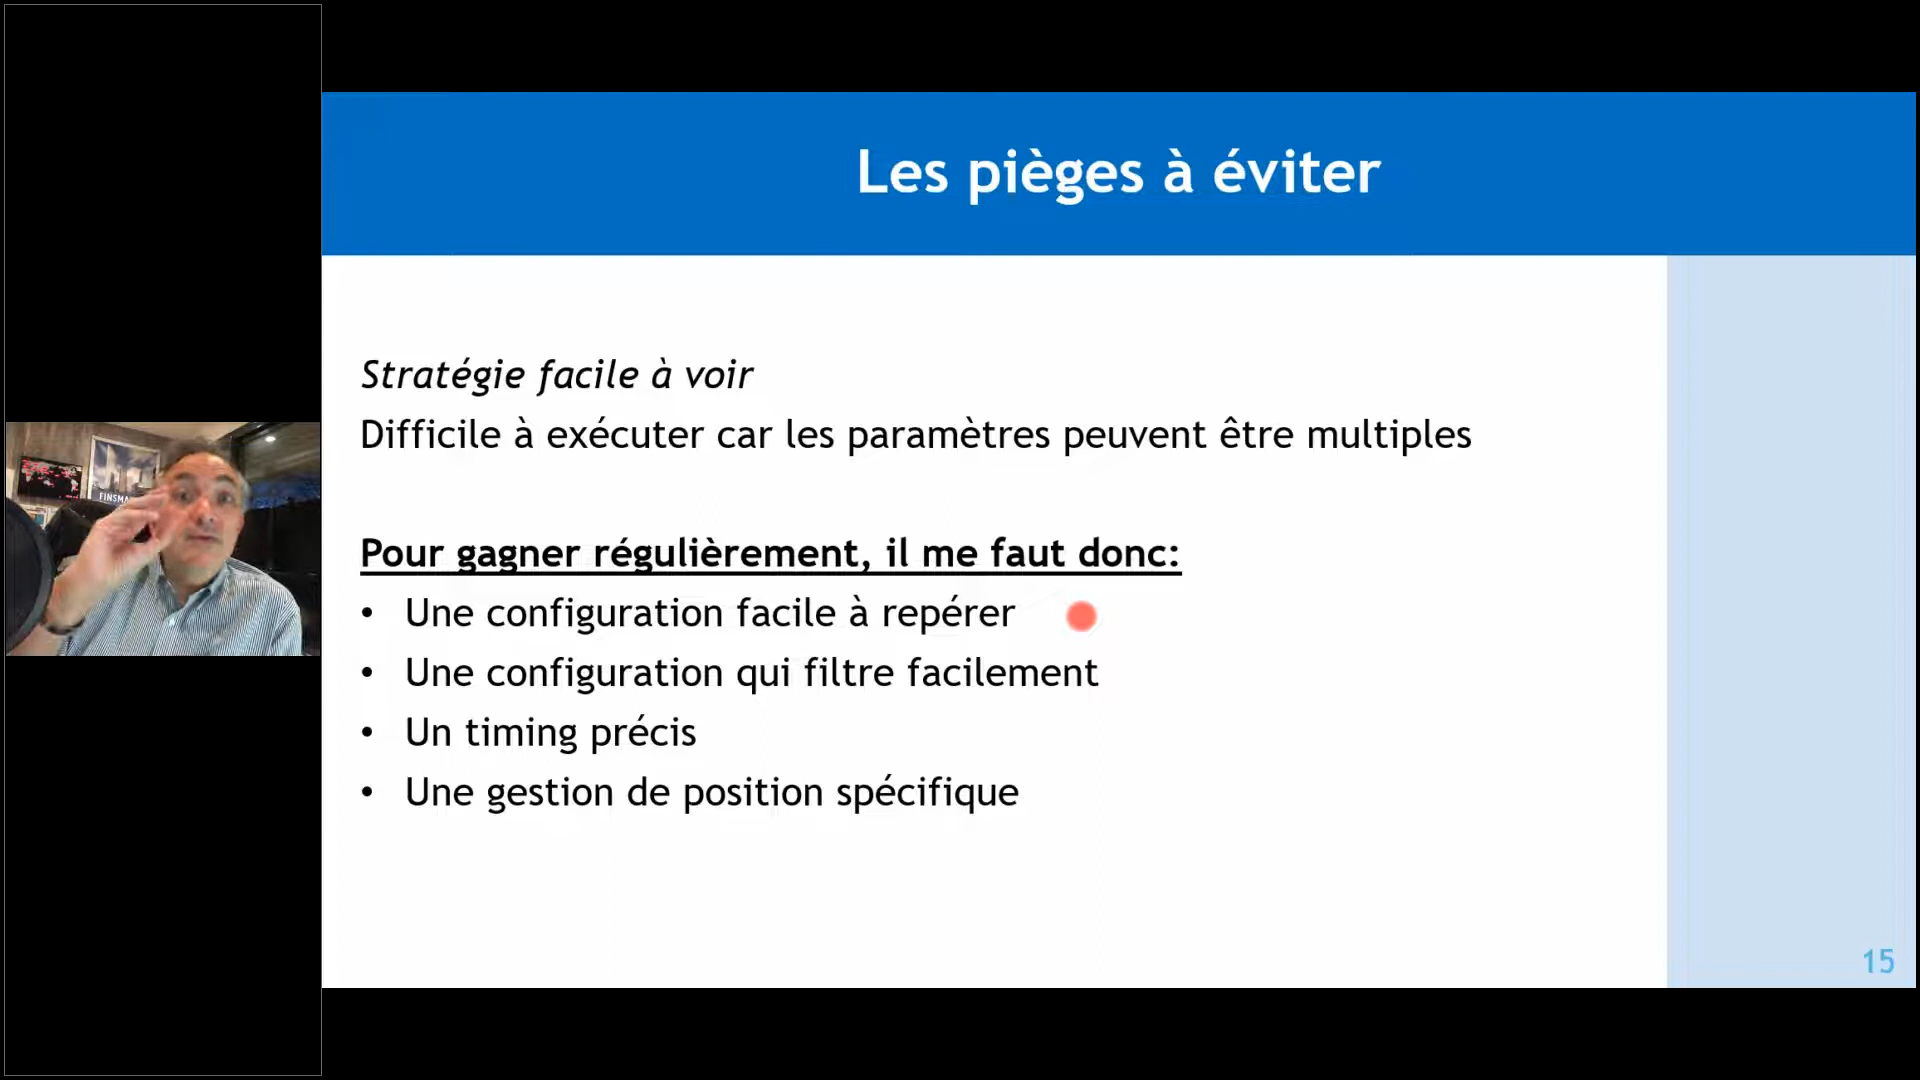 Les pièges à éviter
FINSMA
Stratégie facile à voir
Difficile à exécuter car les paramètres peuvent être multiples
Pour gagner régulièrement, il me faut donc:
• Une configuration facile à repérer
• Une configuration qui filtre facilement
• Un timing précis
• Une gestion de position spécifique
15